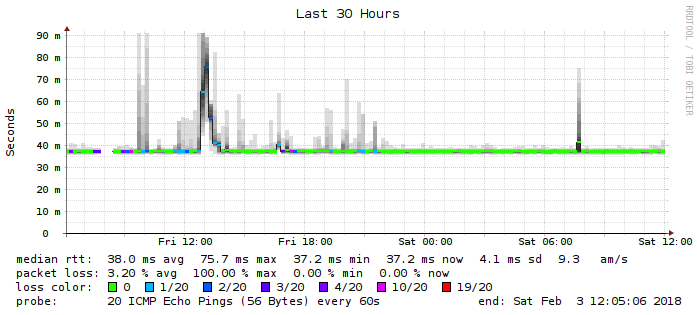 Last 30 Hours
RRDTOOL / TOBI OETIKER
Seconds
90 m
80 m
70 m
60 m
50 m
40 m
30 m
20 m
10 m
0
Fri 12:00 Fri 18:00 Sat 00:00 Sat 06:00 Sat 12:00
median rtt: 38.0 ms avg 75.7 ms max 37.2 ms min 37.2 ms now 4.1 ms sd 9.3 am/s
packet loss: 3.20 % avg 100.00 % max 0.00 % min 0.00 % now
loss color: 0 1/20 2/20 3/20 4/20 10/20 19/20
probe: 20 ICMP Echo Pings (56 Bytes) every 60s end: Sat Feb 3 12:05:06 2018